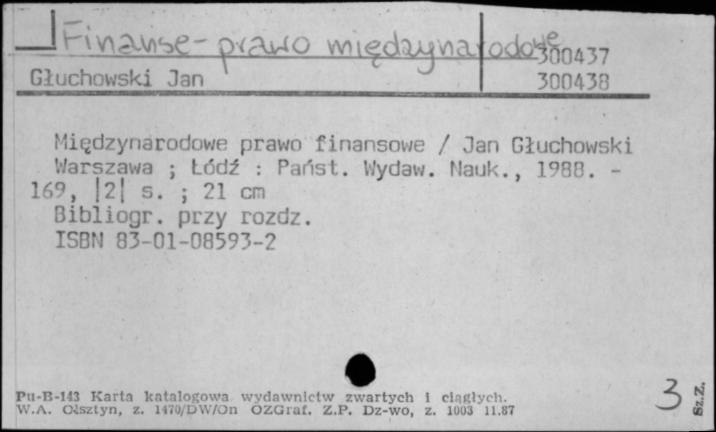 Finanse - prawo międzynarodowe
300437
Głuchowski Jan 300438
Międzynarodowe prawo finansowe / Jan Głuchowski
Warszawa ; Łódź : Państ. Wydaw. Nauk., 1988. -
169, |2| s. ; 21 cm
Bibliogr. przy rozdz.
ISBN 83-01-08593-2
Pu-B-143 Karta katalogowa wydawnictw zwartych i ciągłych.
W.A. Olsztyn, z. 1470/DW/On OZGraf. Z.P. Dz-wo, z. 1003 11.87
3
Sz.Z.